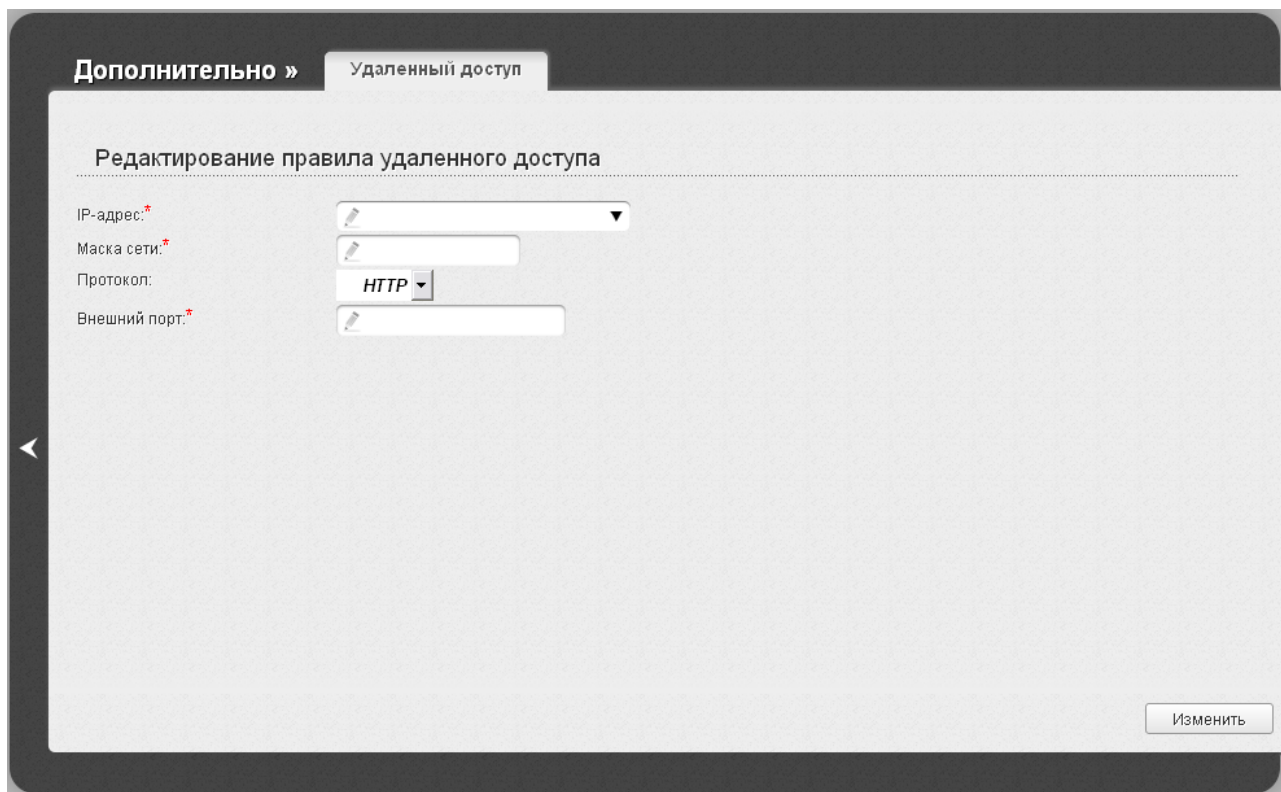 Дополнительно »
Удаленный доступ
Редактирование правила удаленного доступа
IP-адрес:*
Маска сети:*
Протокол: HTTP
Внешний порт:*
Изменить